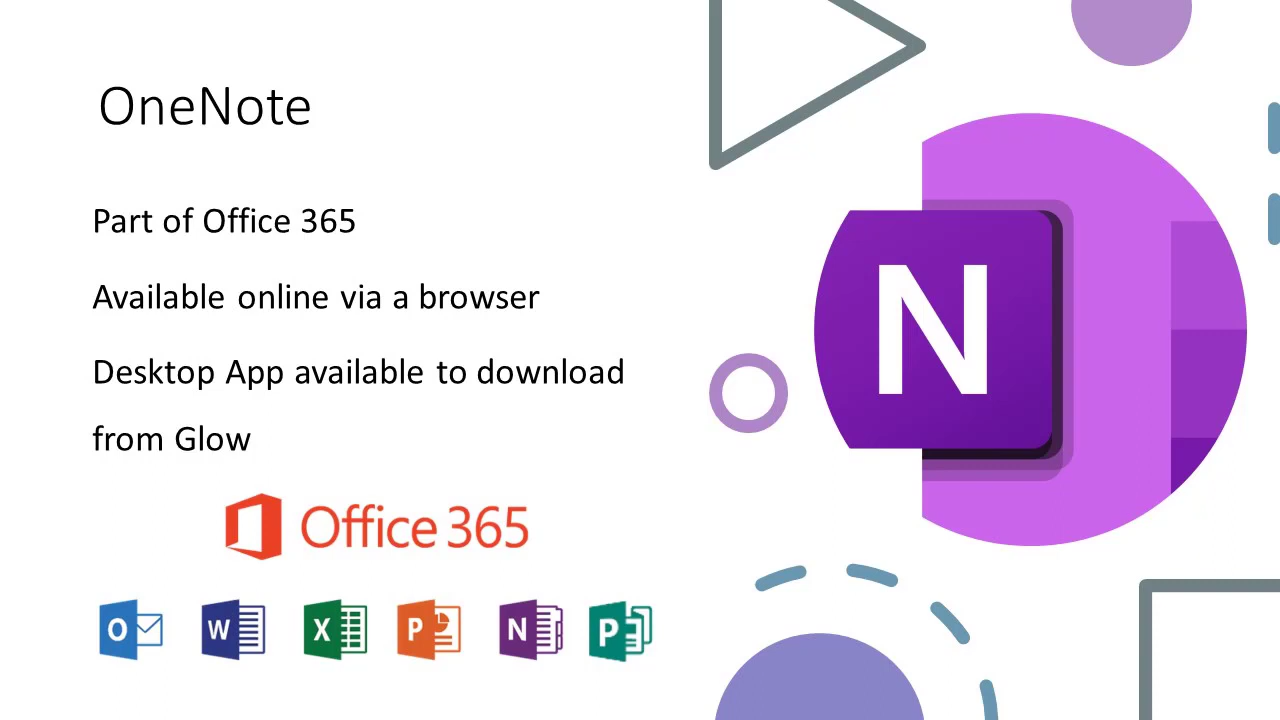 OneNote
Part of Office 365
Available online via a browser
Desktop App available to download
from Glow
N
Office 365
O W X P N P